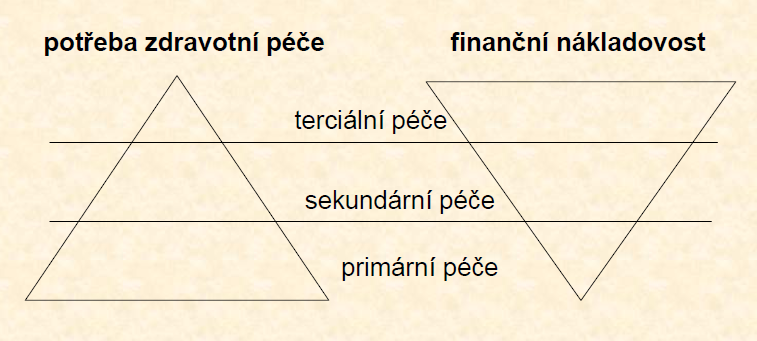 potřeba zdravotní péče
finanční nákladovost
terciální péče
sekundární péče
primární péče